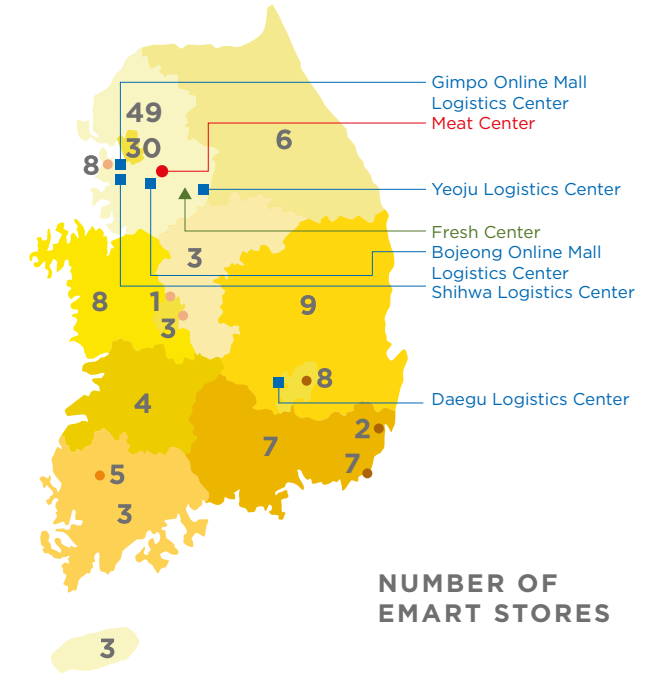 Gimpo Online Mall
Logistics Center
49
Meat Center
6
30
8
Yeoju Logistics Center
Fresh Center
Bojeong Online Mall
3
Logistics Center
Shihwa Logistics Center
8
1
9
3
8
Daegu Logistics Center
4
2
7
7
5
3
NUMBER OF
EMART STORES
3